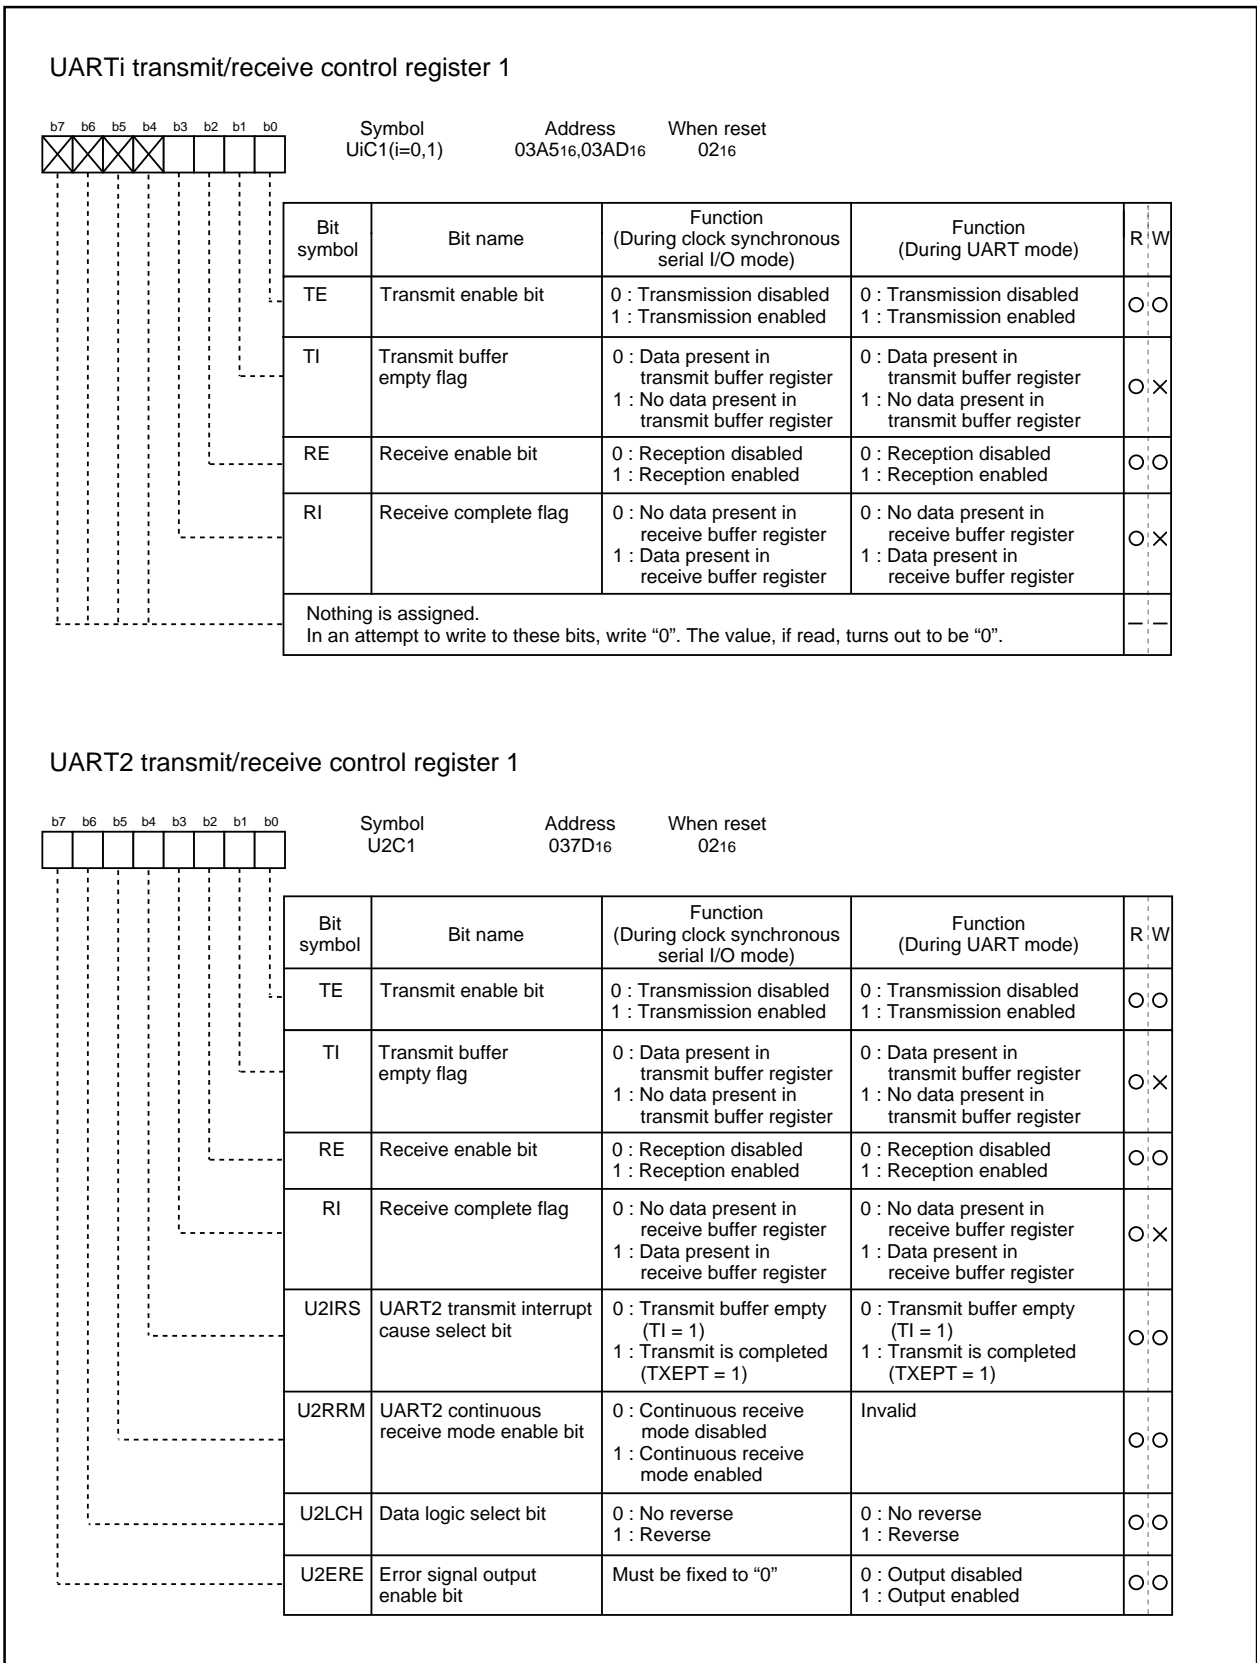 UARTi transmit/receive control register 1
b7 b6 b5 b4 b3 b2 b1 b0
Symbol Address When reset
UiC1(i=0,1) 03A516,03AD16 0216
Bit symbol Bit name Function (During clock synchronous serial I/O mode) Function (During UART mode) R W
TE Transmit enable bit 0 : Transmission disabled 0 : Transmission disabled
1 : Transmission enabled 1 : Transmission enabled
TI Transmit buffer 0 : Data present in 0 : Data present in
empty flag transmit buffer register transmit buffer register
1 : No data present in 1 : No data present in
transmit buffer register transmit buffer register
RE Receive enable bit 0 : Reception disabled 0 : Reception disabled
1 : Reception enabled 1 : Reception enabled
RI Receive complete flag 0 : No data present in 0 : No data present in
receive buffer register receive buffer register
1 : Data present in 1 : Data present in
receive buffer register receive buffer register
Nothing is assigned.
In an attempt to write to these bits, write “0”. The value, if read, turns out to be “0”.
UART2 transmit/receive control register 1
b7 b6 b5 b4 b3 b2 b1 b0
Symbol Address When reset
U2C1 037D16 0216
Bit symbol Bit name Function (During clock synchronous serial I/O mode) Function (During UART mode) R W
TE Transmit enable bit 0 : Transmission disabled 0 : Transmission disabled
1 : Transmission enabled 1 : Transmission enabled
TI Transmit buffer 0 : Data present in 0 : Data present in
empty flag transmit buffer register transmit buffer register
1 : No data present in 1 : No data present in
transmit buffer register transmit buffer register
RE Receive enable bit 0 : Reception disabled 0 : Reception disabled
1 : Reception enabled 1 : Reception enabled
RI Receive complete flag 0 : No data present in 0 : No data present in
receive buffer register receive buffer register
1 : Data present in 1 : Data present in
receive buffer register receive buffer register
U2IRS UART2 transmit interrupt 0 : Transmit buffer empty 0 : Transmit buffer empty
cause select bit (TI = 1) (TI = 1)
1 : Transmit is completed 1 : Transmit is completed
(TXEPT = 1) (TXEPT = 1)
U2RRM UART2 continuous 0 : Continuous receive Invalid
receive mode enable bit mode disabled
1 : Continuous receive
mode enabled
U2LCH Data logic select bit 0 : No reverse 0 : No reverse
1 : Reverse 1 : Reverse
U2ERE Error signal output Must be fixed to “0” 0 : Output disabled
enable bit 1 : Output enabled